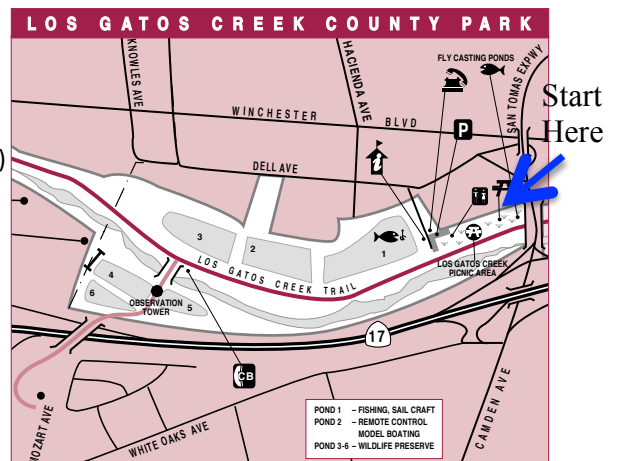 LOS GATOS CREEK COUNTY PARK
KNOWLES AVE
HACIENDA AVE
FLY CASTING PONDS
SAN TOMAS EXPWY
Start
Here
WINCHESTER BLVD
P
i
DELL AVE
)
3
2
1
LOS GATOS CREEK TRAIL
LOS GATOS CREEK
PICNIC AREA
4
6
5
OBSERVATION
TOWER
17
CB
MOZART AVE
WHITE OAKS AVE
CAMDEN AVE
POND 1 – FISHING, SAIL CRAFT
POND 2 – REMOTE CONTROL
MODEL BOATING
POND 3-6 – WILDLIFE PRESERVE